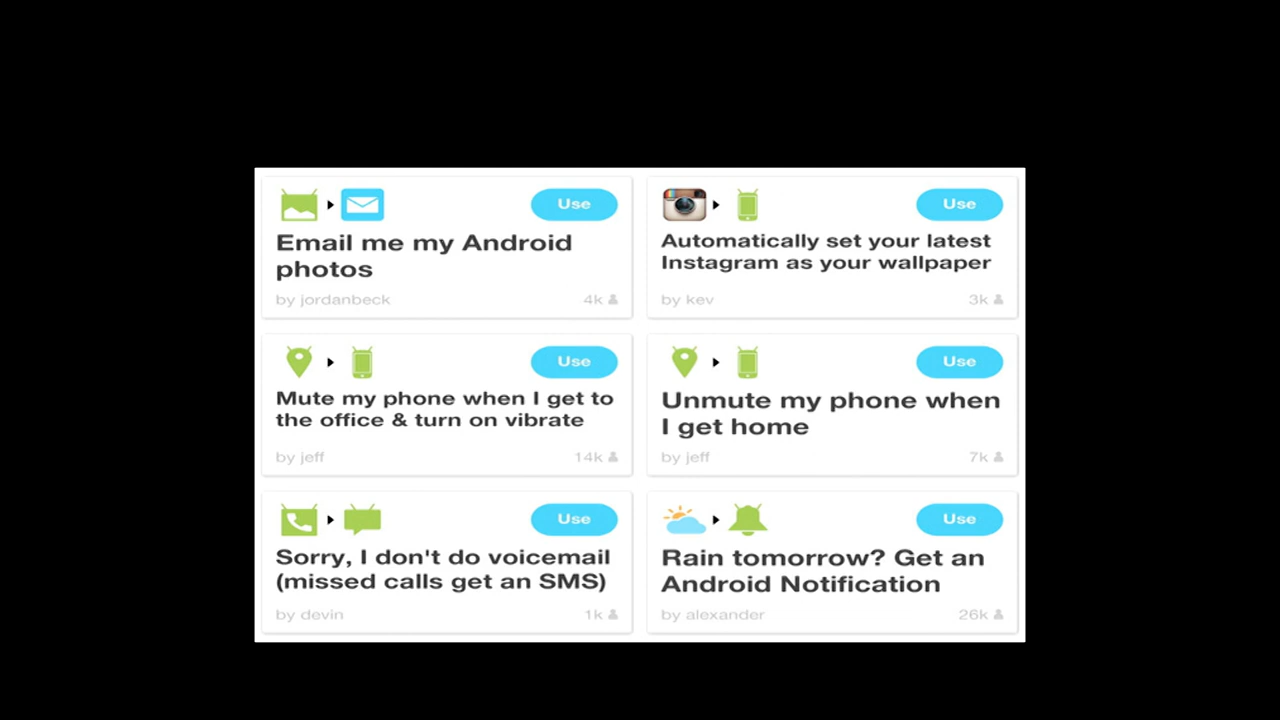 Use
Email me my Android
photos
by jordanbeck 4k
Use
Automatically set your latest
Instagram as your wallpaper
by kev 3k
Use
Mute my phone when I get to
the office & turn on vibrate
by jeff 14k
Use
Unmute my phone when
I get home
by jeff 7k
Use
Sorry, I don't do voicemail
(missed calls get an SMS)
by devin 1k
Use
Rain tomorrow? Get an
Android Notification
by alexander 26k